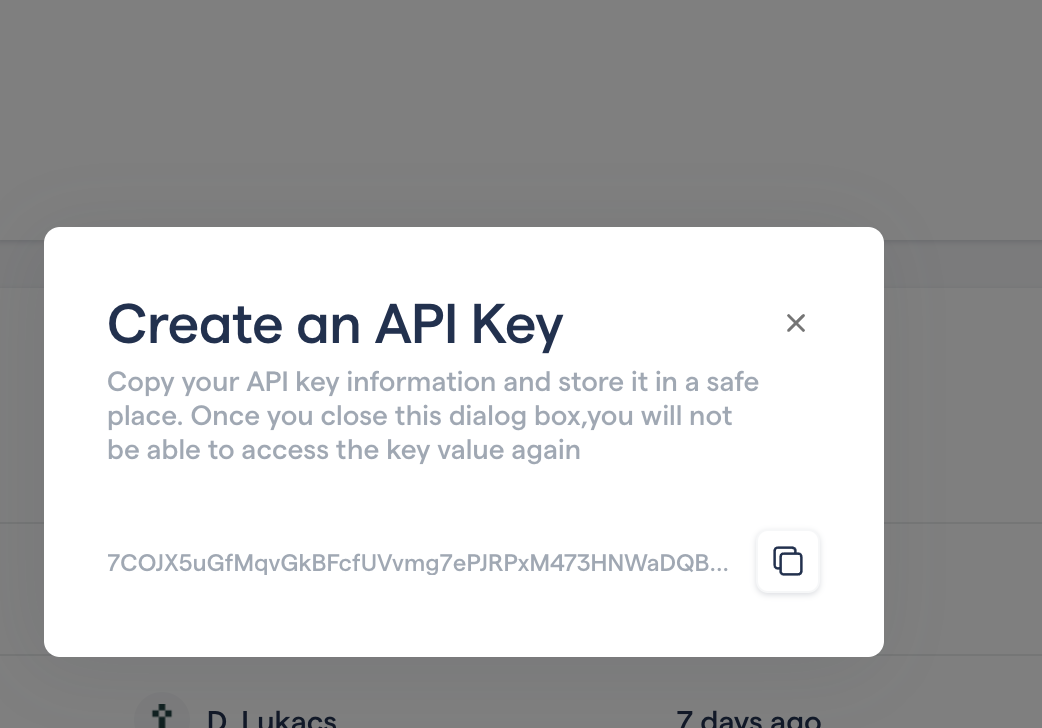 Create an API Key
Copy your API key information and store it in a safe
place. Once you close this dialog box,you will not
be able to access the key value again
7COJX5uGfMqvGkBFcfUVvmg7ePJRPxM473HNWaDQB...
D. Lukacs 7 days ago